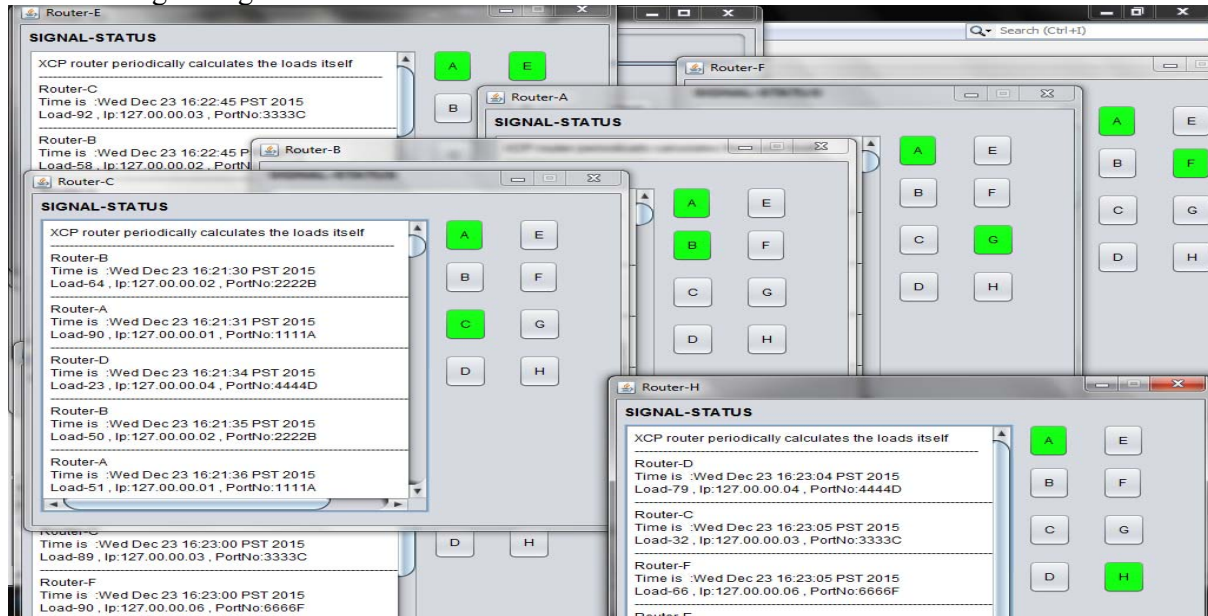 Router-E
SIGNAL-STATUS
XCP router periodically calculates the loads itself
Router-C
Time is :Wed Dec 23 16:22:45 PST 2015
Load-92 , Ip:127.00.00.03 , PortNo:3333C
Router-B
Time is :Wed Dec 23 16:22:45 P
Load-58 , Ip:127.00.00.02 , PortN
A E
B
Search (Ctrl+I)
Router-F
A E
B F
C G
D H
Router-A
SIGNAL-STATUS
A E
B F
C G
D H
Router-B
A E
B F
C G
D H
Router-C
SIGNAL-STATUS
XCP router periodically calculates the loads itself
Router-B
Time is :Wed Dec 23 16:21:30 PST 2015
Load-64 , Ip:127.00.00.02 , PortNo:2222B
Router-A
Time is :Wed Dec 23 16:21:31 PST 2015
Load-90 , Ip:127.00.00.01 , PortNo:1111A
Router-D
Time is :Wed Dec 23 16:21:34 PST 2015
Load-23 , Ip:127.00.00.04 , PortNo:4444D
Router-B
Time is :Wed Dec 23 16:21:35 PST 2015
Load-50 , Ip:127.00.00.02 , PortNo:2222B
Router-A
Time is :Wed Dec 23 16:21:36 PST 2015
Load-51 , Ip:127.00.00.01 , PortNo:1111A
A E
B F
C G
D H
Time is :Wed Dec 23 16:23:00 PST 2015
Load-89 , Ip:127.00.00.03 , PortNo:3333C
Router-F
Time is :Wed Dec 23 16:23:00 PST 2015
Load-90 , Ip:127.00.00.06 , PortNo:6666F
D H
Router-H
SIGNAL-STATUS
XCP router periodically calculates the loads itself
Router-D
Time is :Wed Dec 23 16:23:04 PST 2015
Load-79 , Ip:127.00.00.04 , PortNo:4444D
Router-C
Time is :Wed Dec 23 16:23:05 PST 2015
Load-32 , Ip:127.00.00.03 , PortNo:3333C
Router-F
Time is :Wed Dec 23 16:23:05 PST 2015
Load-66 , Ip:127.00.00.06 , PortNo:6666F
A E
B F
C G
D H